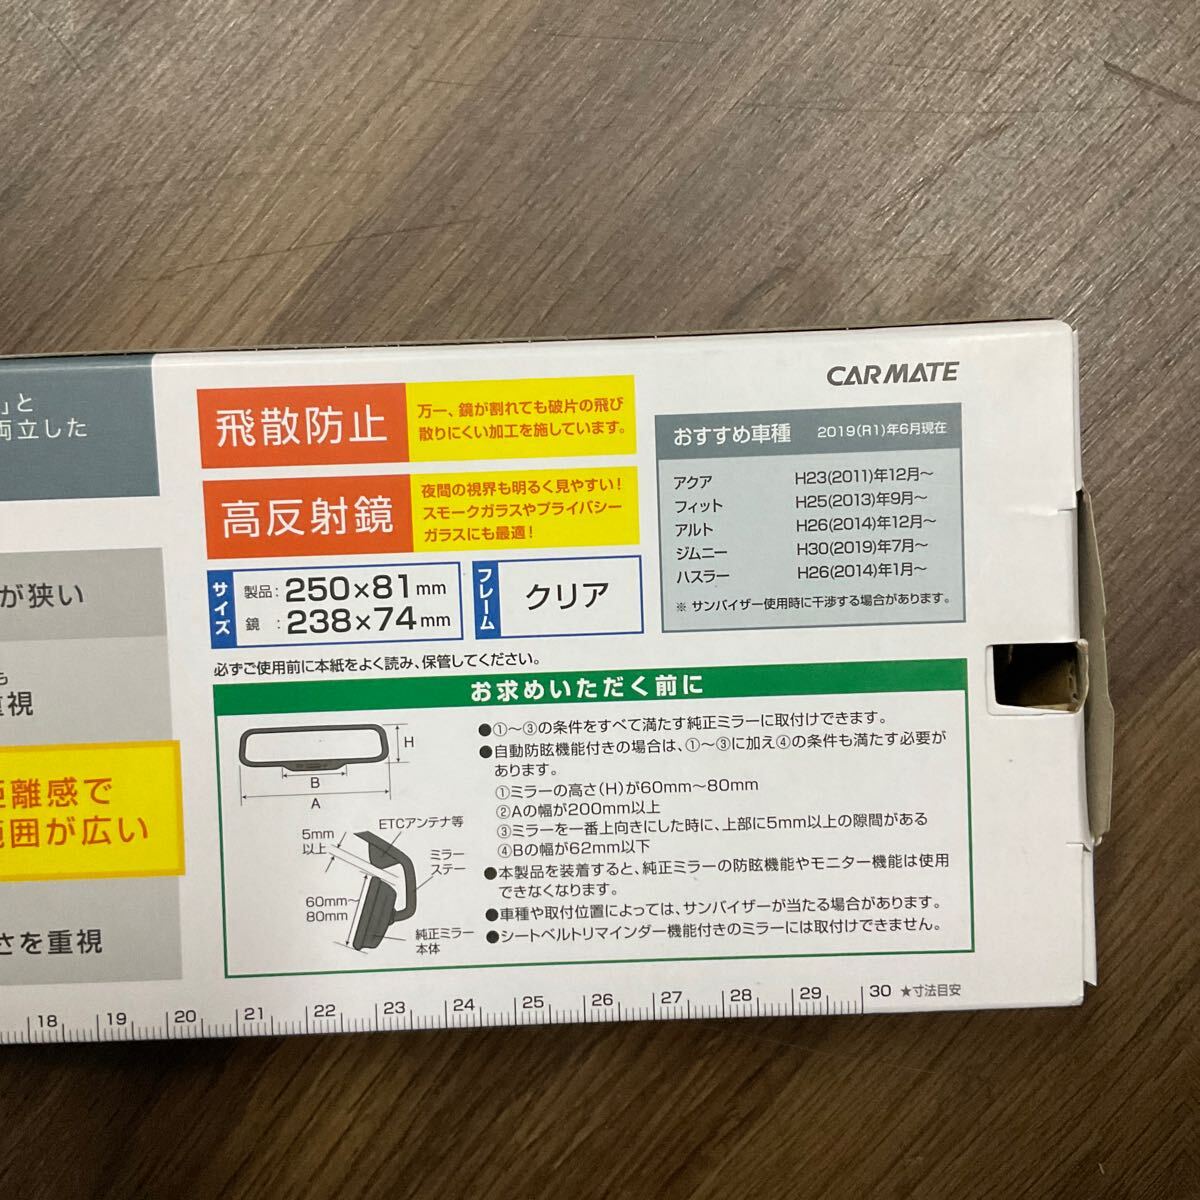 」と
両立した
が狭い
も
重視
距離感で
範囲が広い
さを重視
飛散防止
万一、鏡が割れても破片の飛び
散りにくい加工を施しています。
高反射鏡
夜間の視界も明るく見やすい!
スモークガラスやプライバシー
ガラスにも最適!
サイズ
製品:250×81mm
鏡:238×74mm
フレーム
クリア
CARMATE
おすすめ車種 2019(R1)年6月現在
アクア H23(2011)年12月〜
フィット H25(2013)年9月〜
アルト H26(2014)年12月〜
ジムニー H30(2019)年7月〜
ハスラー H26(2014)年1月〜
※ サンバイザー使用時に干渉する場合があります。
必ずご使用前に本紙をよく読み、保管してください。
お求めいただく前に
H
B
A
ETCアンテナ等
5mm
以上
ミラー
ステー
60mm〜
80mm
純正ミラー
本体
●①〜③の条件をすべて満たす純正ミラーに取付けできます。
●自動防眩機能付きの場合は、①〜③に加え④の条件も満たす必要が
あります。
①ミラーの高さ(H)が60mm〜80mm
②Aの幅が200mm以上
③ミラーを一番上向きにした時に、上部に5mm以上の隙間がある
④Bの幅が62mm以下
●本製品を装着すると、純正ミラーの防眩機能やモニター機能は使用
できなくなります。
●車種や取付位置によっては、サンバイザーが当たる場合があります。
●シートベルトリマインダー機能付きのミラーには取付けできません。
18 19 20 21 22 23 24 25 26 27 28 29 30 ★寸法目安